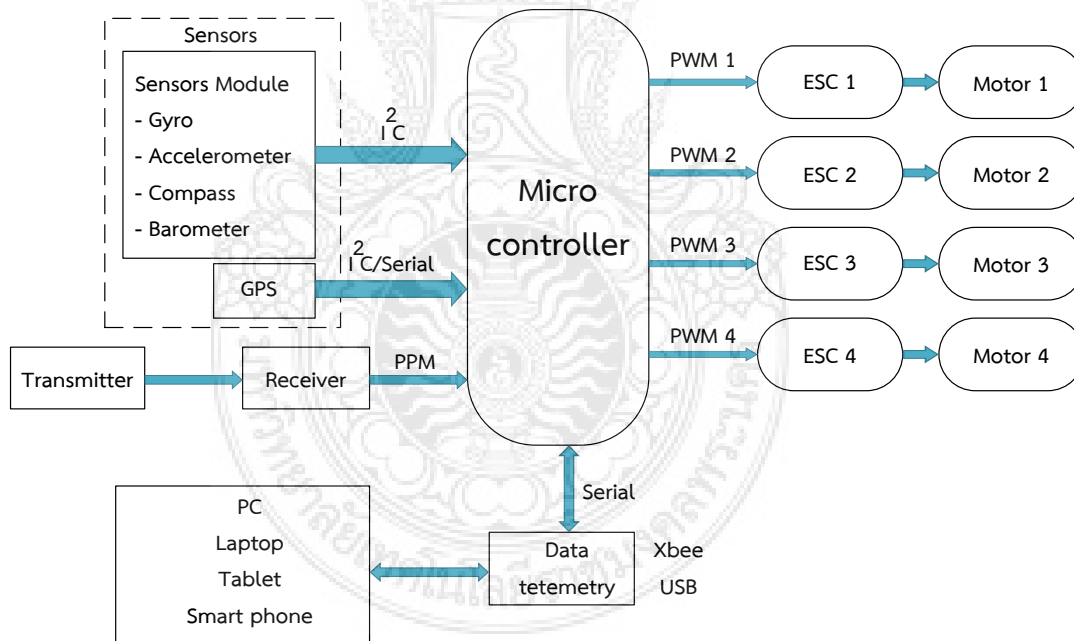 Sensors
Sensors Module
- Gyro
- Accelerometer
- Compass
- Barometer
GPS
I²C
I²C/Serial
Transmitter
Receiver
PPM
Micro
controller
PWM 1
ESC 1
Motor 1
PWM 2
ESC 2
Motor 2
PWM 3
ESC 3
Motor 3
PWM 4
ESC 4
Motor 4
Serial
Data
tetemetry
Xbee
USB
PC
Laptop
Tablet
Smart phone